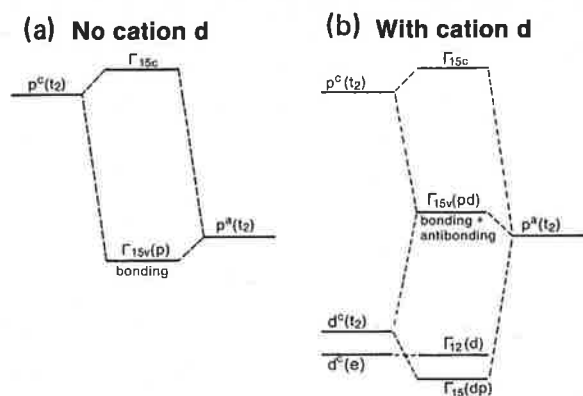 (a) No cation d
Γ15c
pᶜ(t₂)
pᵃ(t₂)
Γ15v(p)
bonding
(b) With cation d
Γ15c
pᶜ(t₂)
Γ15v(pd)
bonding +
antibonding
pᵃ(t₂)
dᶜ(t₂)
Γ12(d)
dᶜ(e)
Γ15(dp)